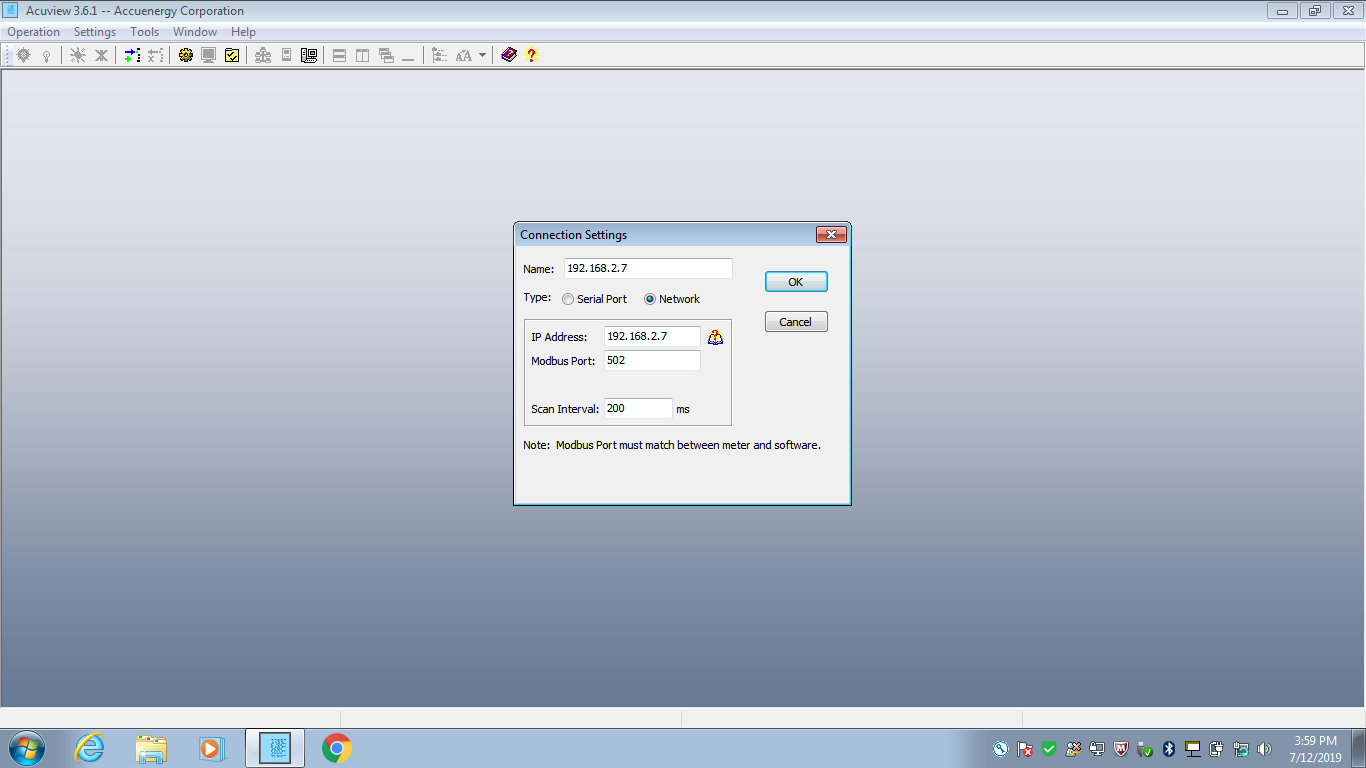 Acuview 3.6.1 -- Accuenergy Corporation
Operation Settings Tools Window Help
Connection Settings
Name: 192.168.2.7
OK
Type: Serial Port Network
Cancel
IP Address: 192.168.2.7
Modbus Port: 502
Scan Interval: 200 ms
Note: Modbus Port must match between meter and software.
3:59 PM
7/12/2019